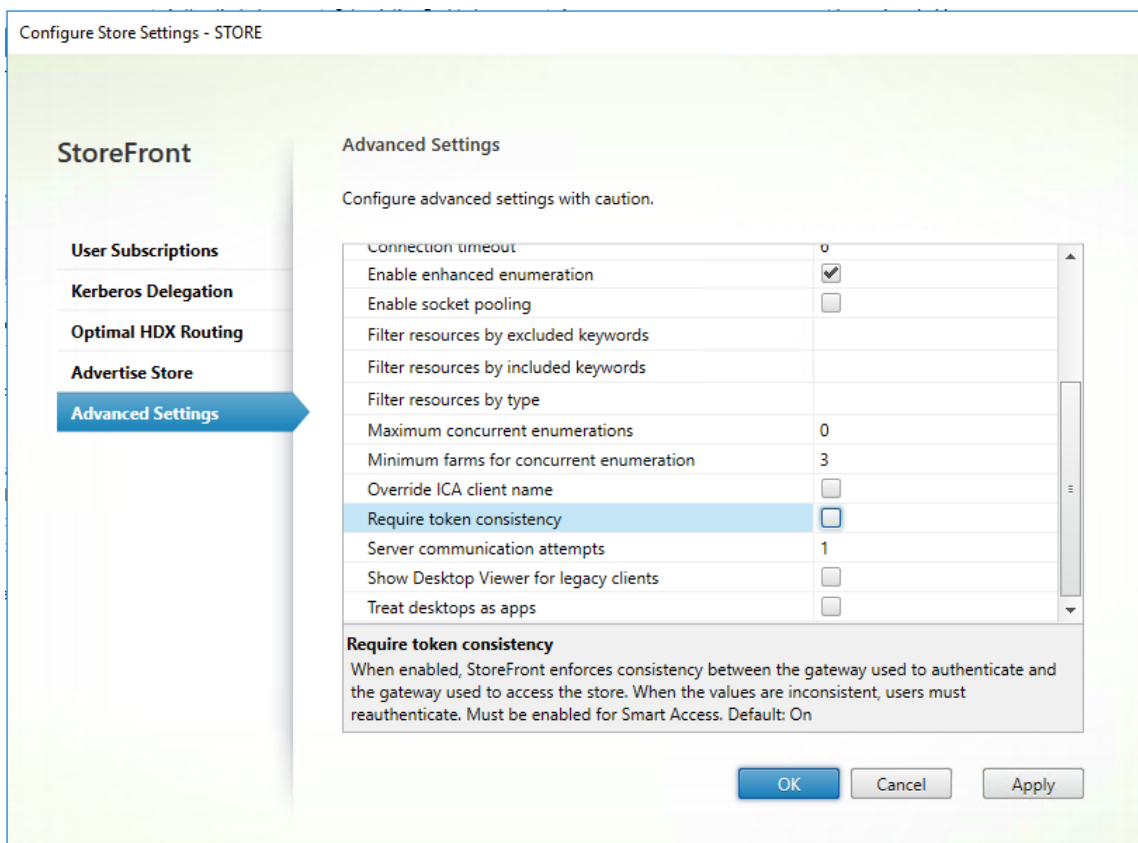 Configure Store Settings - STORE
StoreFront
User Subscriptions
Kerberos Delegation
Optimal HDX Routing
Advertise Store
Advanced Settings
Advanced Settings
Configure advanced settings with caution.
Connection timeout 6
Enable enhanced enumeration
Enable socket pooling
Filter resources by excluded keywords
Filter resources by included keywords
Filter resources by type
Maximum concurrent enumerations 0
Minimum farms for concurrent enumeration 3
Override ICA client name
Require token consistency
Server communication attempts 1
Show Desktop Viewer for legacy clients
Treat desktops as apps
Require token consistency
When enabled, StoreFront enforces consistency between the gateway used to authenticate and
the gateway used to access the store. When the values are inconsistent, users must
reauthenticate. Must be enabled for Smart Access. Default: On
OK Cancel Apply